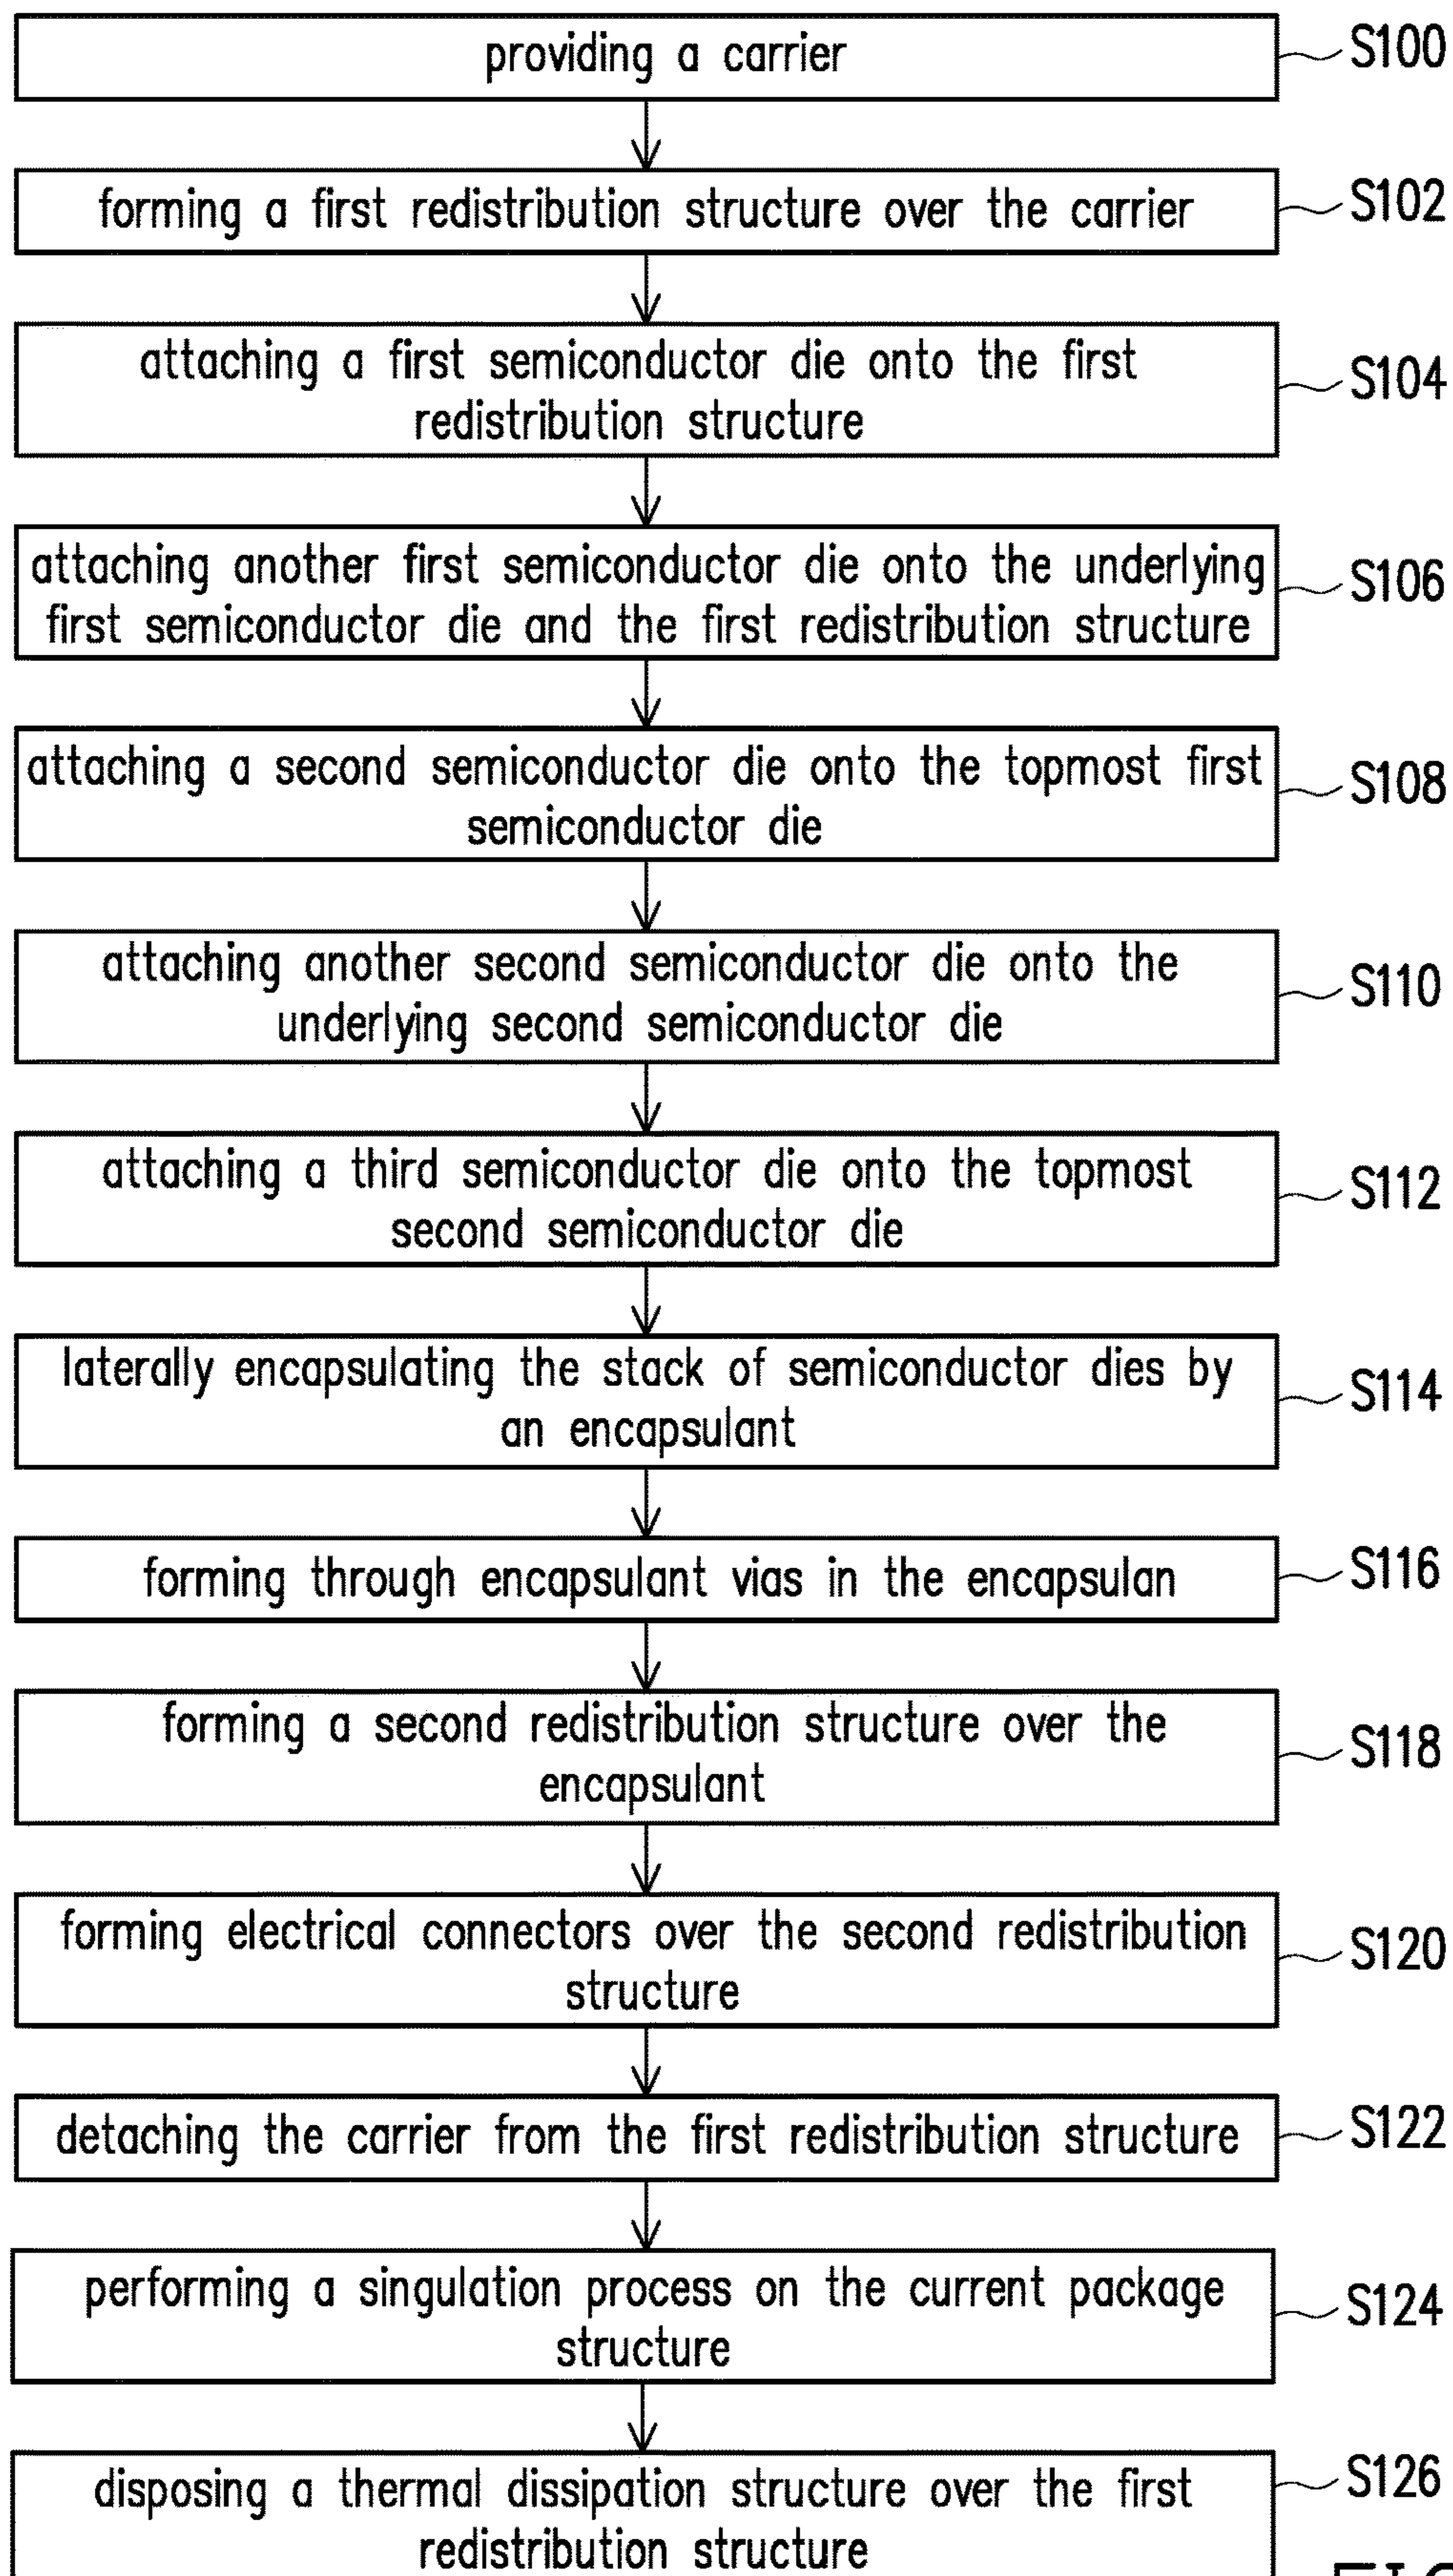 providing a carrier
S100
forming a first redistribution structure over the carrier
S102
attaching a first semiconductor die onto the first
redistribution structure
S104
attaching another first semiconductor die onto the underlying
first semiconductor die and the first redistribution structure
S106
attaching a second semiconductor die onto the topmost first
semiconductor die
S108
attaching another second semiconductor die onto the
underlying second semiconductor die
S110
attaching a third semiconductor die onto the topmost
second semiconductor die
S112
laterally encapsulating the stack of semiconductor dies by
an encapsulant
S114
forming through encapsulant vias in the encapsulan
S116
forming a second redistribution structure over the
encapsulant
S118
forming electrical connectors over the second redistribution
structure
S120
detaching the carrier from the first redistribution structure
S122
performing a singulation process on the current package
structure
S124
disposing a thermal dissipation structure over the first
redistribution structure
S126